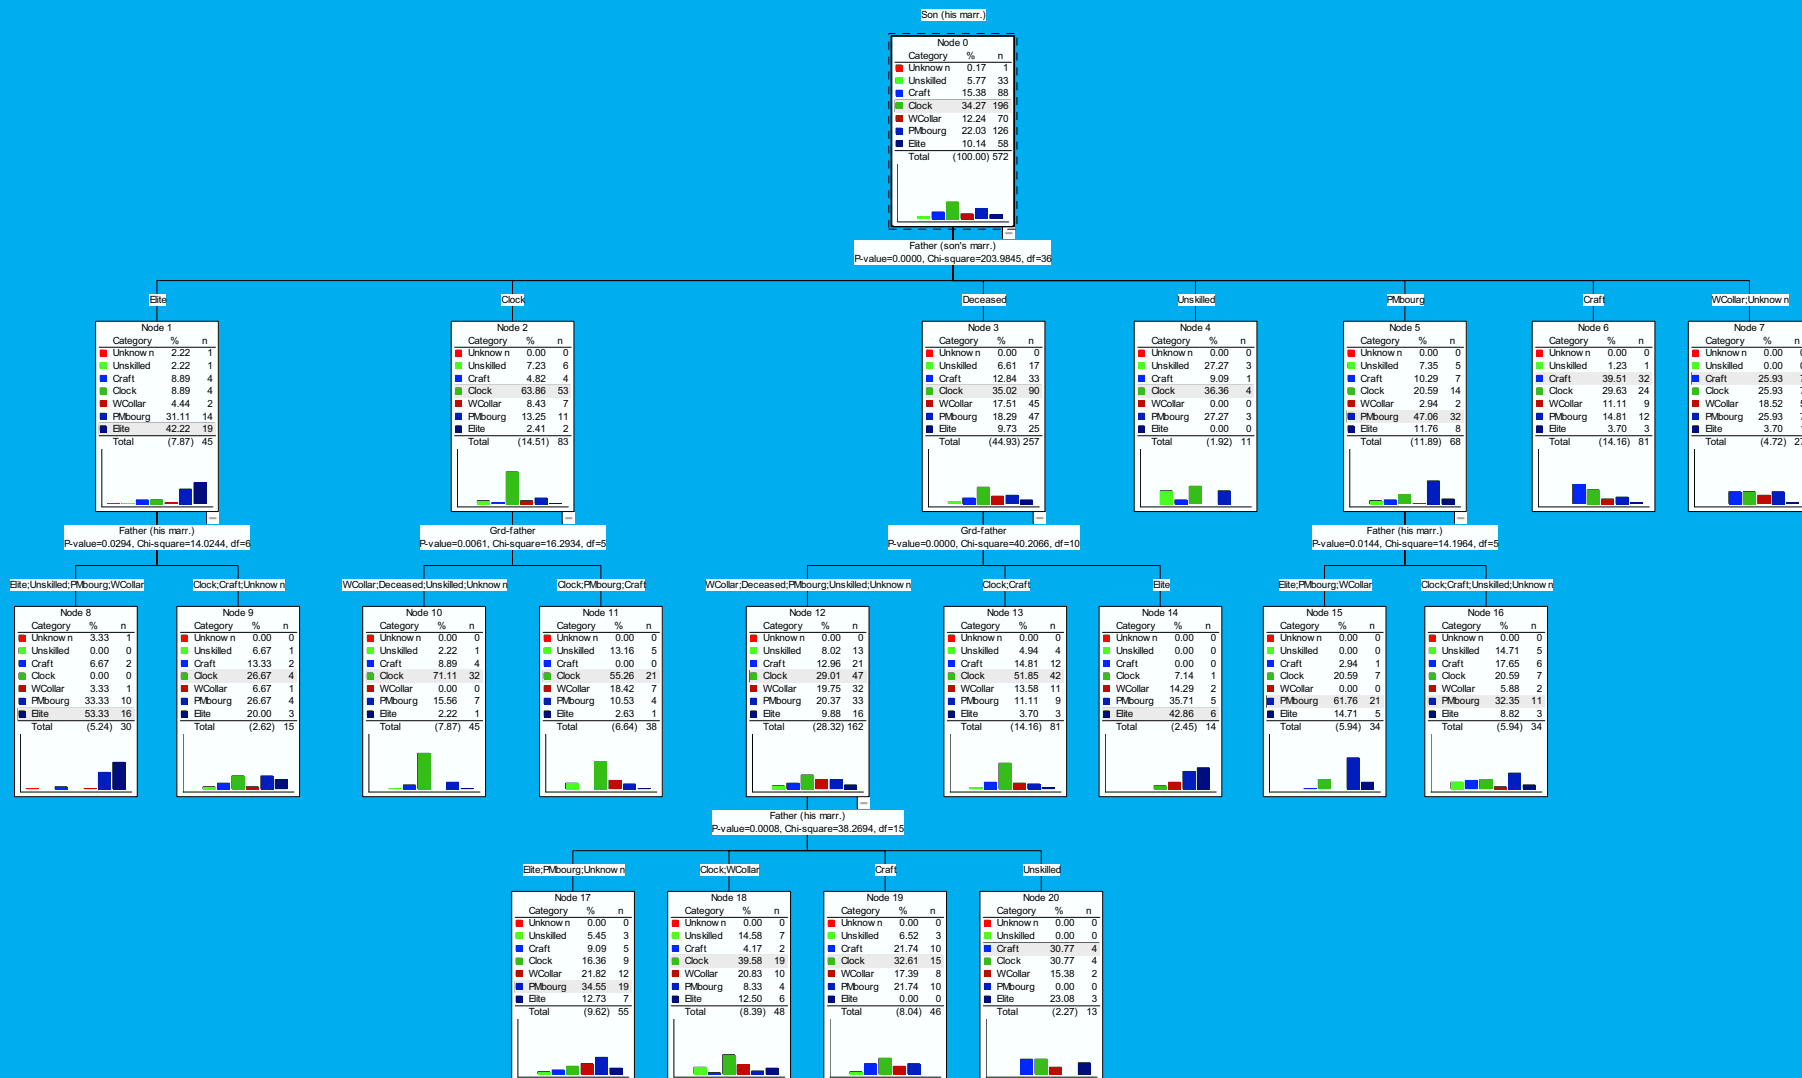 Son (his marr.)
Node 0
Category % n
Unknown 0.17 1
Unskilled 5.77 33
Craft 15.38 88
Clock 34.27 196
WCollar 12.24 70
PMbourg 22.03 126
Elite 10.14 58
Total (100.00) 572
Father (son's marr.)
P-value=0.0000, Chi-square=203.9845, df=36
Elite
Node 1
Category % n
Unknown 2.22 1
Unskilled 2.22 1
Craft 8.89 4
Clock 8.89 4
WCollar 4.44 2
PMbourg 31.11 14
Elite 42.22 19
Total (7.87) 45
Clock
Node 2
Category % n
Unknown 0.00 0
Unskilled 7.23 6
Craft 4.82 4
Clock 63.86 53
WCollar 8.43 7
PMbourg 13.25 11
Elite 2.41 2
Total (14.51) 83
Deceased
Node 3
Category % n
Unknown 0.00 0
Unskilled 6.61 17
Craft 12.84 33
Clock 35.02 90
WCollar 17.51 45
PMbourg 18.29 47
Elite 9.73 25
Total (44.93) 257
Unskilled
Node 4
Category % n
Unknown 0.00 0
Unskilled 27.27 3
Craft 9.09 1
Clock 36.36 4
WCollar 0.00 0
PMbourg 27.27 3
Elite 0.00 0
Total (1.92) 11
PMbourg
Node 5
Category % n
Unknown 0.00 0
Unskilled 7.35 5
Craft 10.29 7
Clock 20.59 14
WCollar 2.94 2
PMbourg 47.06 32
Elite 11.76 8
Total (11.89) 68
Craft
Node 6
Category % n
Unknown 0.00 0
Unskilled 1.23 1
Craft 39.51 32
Clock 29.63 24
WCollar 11.11 9
PMbourg 14.81 12
Elite 3.70 3
Total (14.16) 81
WCollar;Unknown
Node 7
Category %
Unknown 0.00
Unskilled 0.00
Craft 25.93
Clock 25.93
WCollar 18.52
PMbourg 25.93
Elite 3.70
Total (4.72)
Father (his marr.)
P-value=0.0294, Chi-square=14.0244, df=6
Grd-father
P-value=0.0061, Chi-square=16.2934, df=5
Grd-father
P-value=0.0000, Chi-square=40.2066, df=10
Father (his marr.)
P-value=0.0144, Chi-square=14.1964, df=5
Elite;Unskilled;PMbourg;WCollar
Node 8
Category % n
Unknown 3.33 1
Unskilled 0.00 0
Craft 6.67 2
Clock 0.00 0
WCollar 3.33 1
PMbourg 33.33 10
Elite 53.33 16
Total (5.24) 30
Clock;Craft;Unknown
Node 9
Category % n
Unknown 0.00 0
Unskilled 6.67 1
Craft 13.33 2
Clock 26.67 4
WCollar 6.67 1
PMbourg 26.67 4
Elite 20.00 3
Total (2.62) 15
WCollar;Deceased;Unskilled;Unknown
Node 10
Category % n
Unknown 0.00 0
Unskilled 2.22 1
Craft 8.89 4
Clock 71.11 32
WCollar 0.00 0
PMbourg 15.56 7
Elite 2.22 1
Total (7.87) 45
Clock;PMbourg;Craft
Node 11
Category % n
Unknown 0.00 0
Unskilled 13.16 5
Craft 0.00 0
Clock 55.26 21
WCollar 18.42 7
PMbourg 10.53 4
Elite 2.63 1
Total (6.64) 38
WCollar;Deceased;PMbourg;Unskilled;Unknown
Node 12
Category % n
Unknown 0.00 0
Unskilled 8.02 13
Craft 12.96 21
Clock 29.01 47
WCollar 19.75 32
PMbourg 20.37 33
Elite 9.88 16
Total (28.32) 162
Clock;Craft
Node 13
Category % n
Unknown 0.00 0
Unskilled 4.94 4
Craft 14.81 12
Clock 51.85 42
WCollar 13.58 11
PMbourg 11.11 9
Elite 3.70 3
Total (14.16) 81
Elite
Node 14
Category % n
Unknown 0.00 0
Unskilled 0.00 0
Craft 0.00 0
Clock 7.14 1
WCollar 14.29 2
PMbourg 35.71 5
Elite 42.86 6
Total (2.45) 14
Elite;PMbourg;WCollar
Node 15
Category % n
Unknown 0.00 0
Unskilled 0.00 0
Craft 2.94 1
Clock 20.59 7
WCollar 0.00 0
PMbourg 61.76 21
Elite 14.71 5
Total (5.94) 34
Clock;Craft;Unskilled;Unknown
Node 16
Category % n
Unknown 0.00 0
Unskilled 14.71 5
Craft 17.65 6
Clock 20.59 7
WCollar 5.88 2
PMbourg 32.35 11
Elite 8.82 3
Total (5.94) 34
Father (his marr.)
P-value=0.0008, Chi-square=38.2694, df=15
Elite;PMbourg;Unknown
Node 17
Category % n
Unknown 0.00 0
Unskilled 5.45 3
Craft 9.09 5
Clock 16.36 9
WCollar 21.82 12
PMbourg 34.55 19
Elite 12.73 7
Total (9.62) 55
Clock;WCollar
Node 18
Category % n
Unknown 0.00 0
Unskilled 14.58 7
Craft 4.17 2
Clock 39.58 19
WCollar 20.83 10
PMbourg 8.33 4
Elite 12.50 6
Total (8.39) 48
Craft
Node 19
Category % n
Unknown 0.00 0
Unskilled 6.52 3
Craft 21.74 10
Clock 32.61 15
WCollar 17.39 8
PMbourg 21.74 10
Elite 0.00 0
Total (8.04) 46
Unskilled
Node 20
Category % n
Unknown 0.00 0
Unskilled 0.00 0
Craft 30.77 4
Clock 30.77 4
WCollar 15.38 2
PMbourg 0.00 0
Elite 23.08 3
Total (2.27) 13